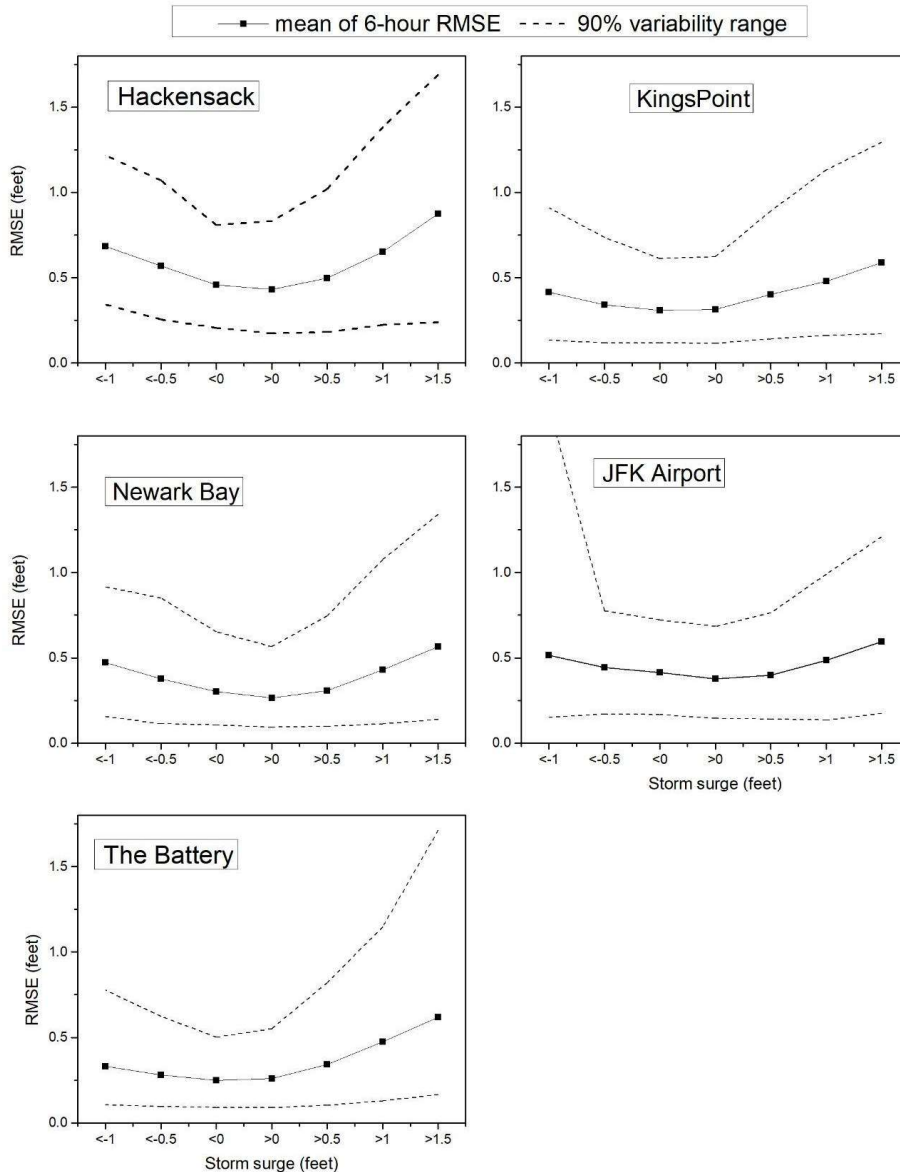 mean of 6-hour RMSE 90% variability range
Hackensack
RMSE (feet)
1.5
1.0
0.5
0.0
<-1 <-0.5 <0 >0 >0.5 >1 >1.5
KingsPoint
1.5
1.0
0.5
0.0
<-1 <-0.5 <0 >0 >0.5 >1 >1.5
Newark Bay
RMSE (feet)
1.5
1.0
0.5
0.0
<-1 <-0.5 <0 >0 >0.5 >1 >1.5
JFK Airport
RMSE (feet)
1.5
1.0
0.5
0.0
<-1 <-0.5 <0 >0 >0.5 >1 >1.5
Storm surge (feet)
The Battery
RMSE (feet)
1.5
1.0
0.5
0.0
<-1 <-0.5 <0 >0 >0.5 >1 >1.5
Storm surge (feet)